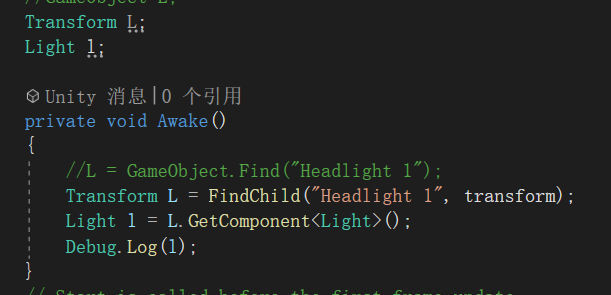 //GameObject L;
Transform L;
Light l;
Unity 消息|0 个引用
private void Awake()
{
//L = GameObject.Find("Headlight 1");
Transform L = FindChild("Headlight 1", transform);
Light l = L.GetComponent<Light>();
Debug.Log(l);
}
// Start is called before the first frame update